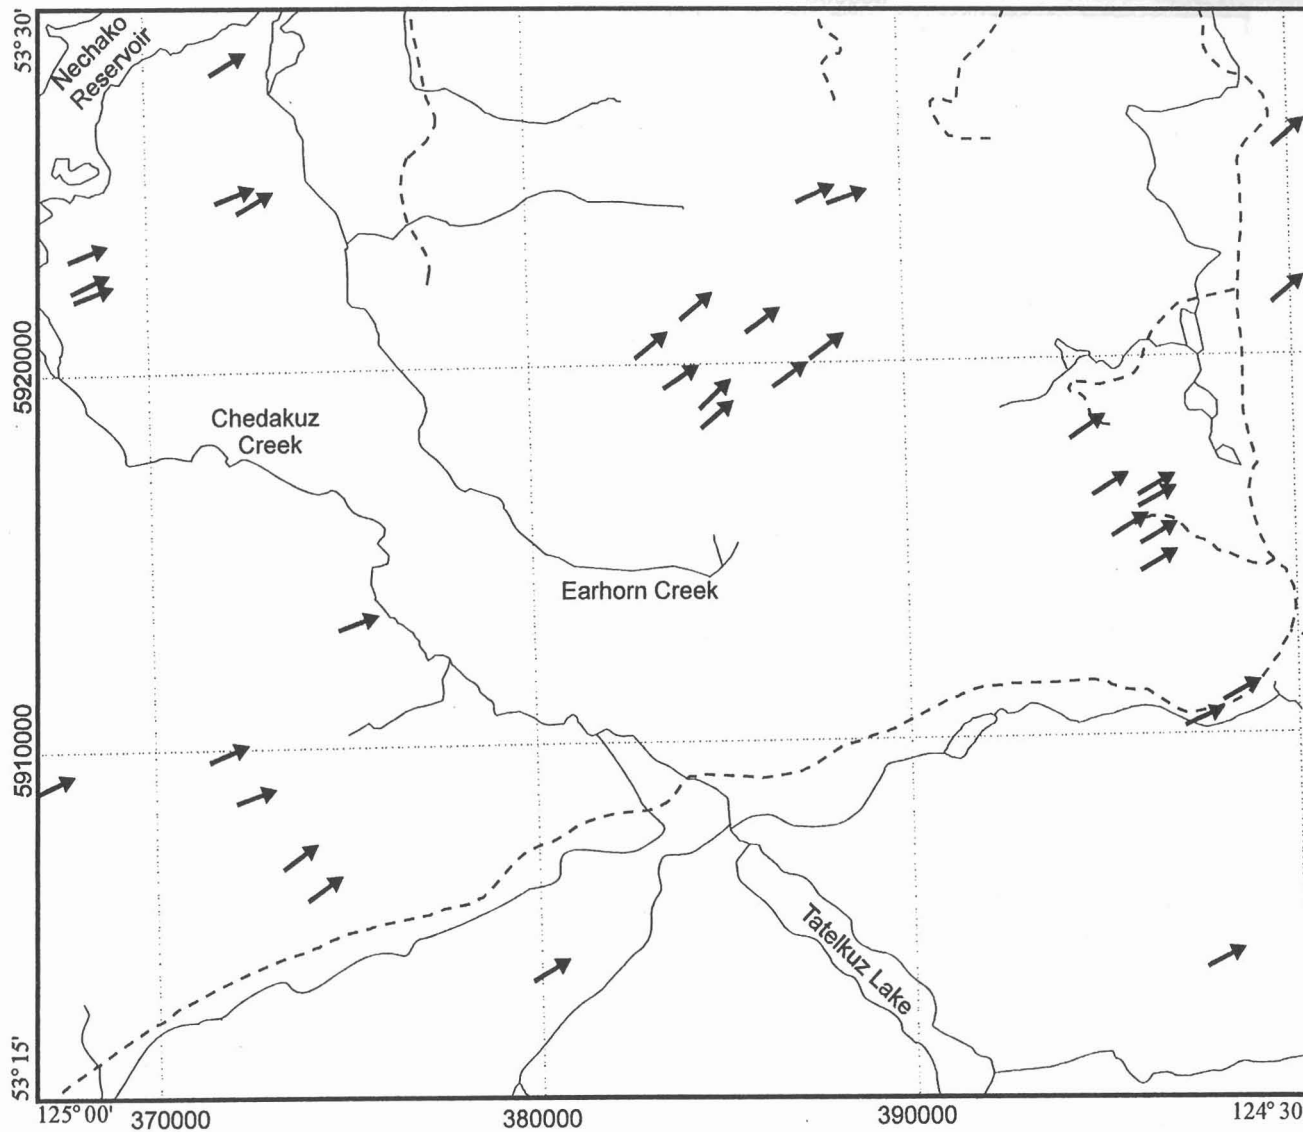 53° 30'
Nechako
Reservoir
5920000
Chedakuz
Creek
Earhorn Creek
5910000
Tatelkuz Lake
53° 15'
125° 00'
370000
380000
390000
124° 30